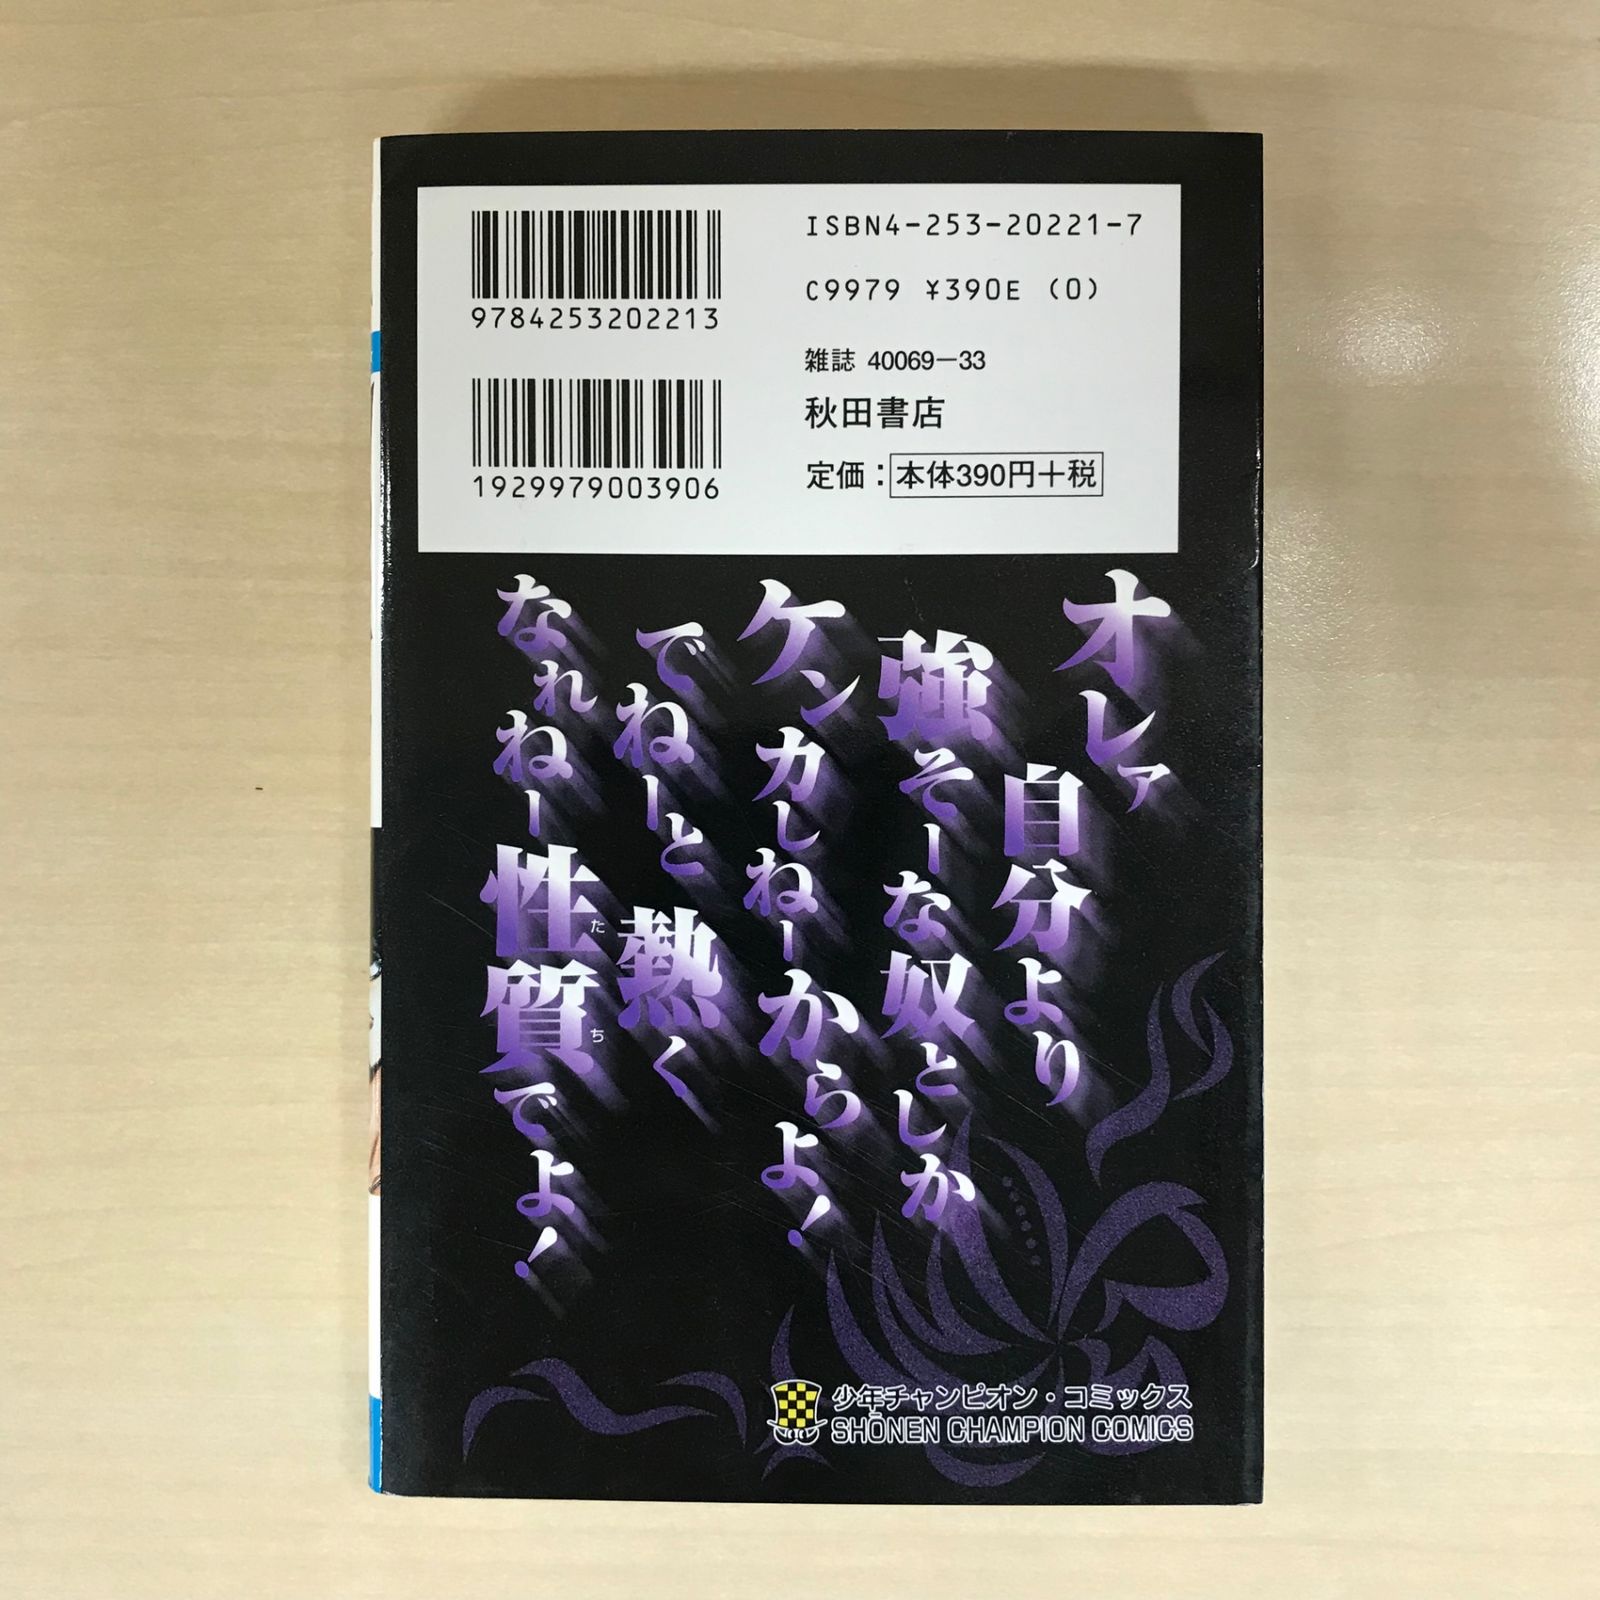 9784253202213
1929979003906
ISBN4-253-20221-7
C9979 ¥390E (0)
雑誌 40069-33
秋田書店
定価：本体390円+税
オレァ
自分より
強そーな奴としか
ケンカしねーからよ！
でねーと熱く
なれねー性質でよ！
たち
少年チャンピオン・コミックス
SHŌNEN CHAMPION COMICS